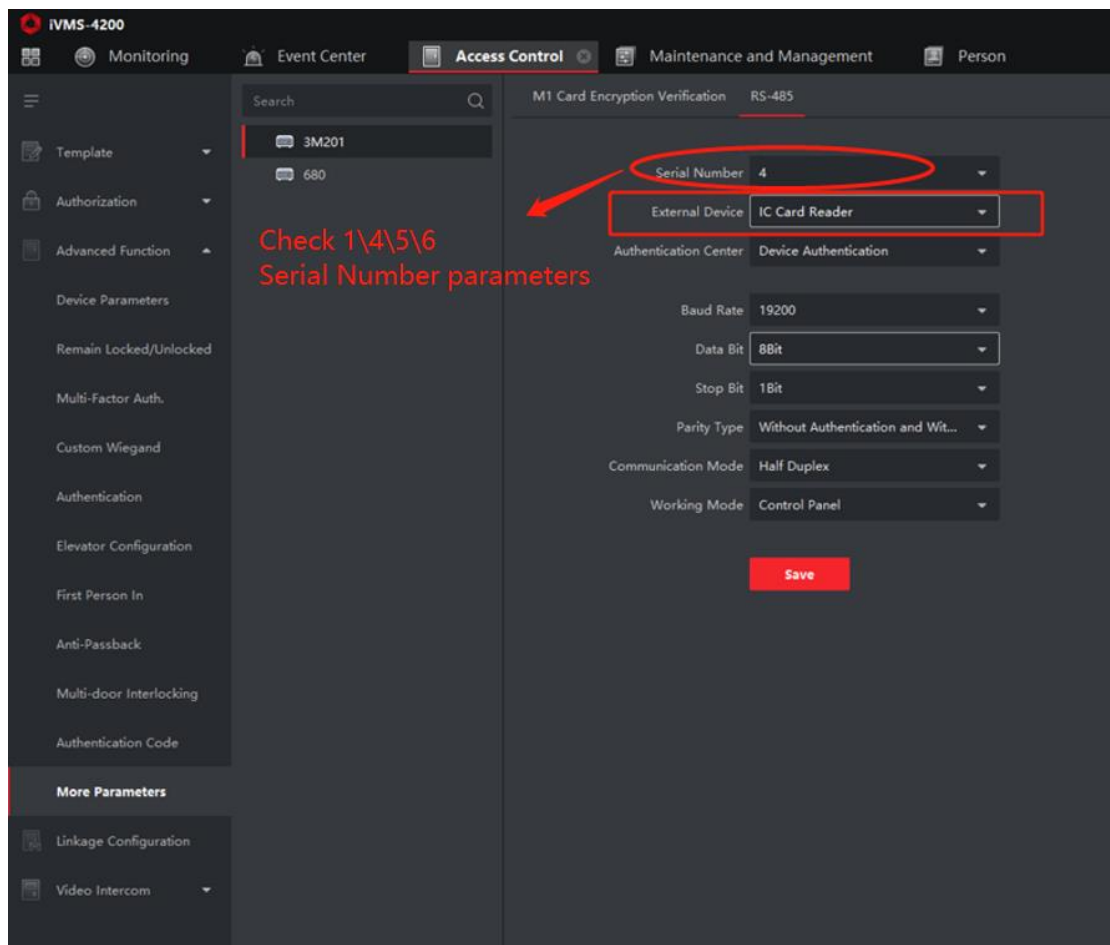 iVMS-4200
Monitoring
Event Center
Access Control
Maintenance and Management
Person
Search
M1 Card Encryption Verification
RS-485
3M201
680
Template
Authorization
Advanced Function
Device Parameters
Remain Locked/Unlocked
Multi-Factor Auth.
Custom Wiegand
Authentication
Elevator Configuration
First Person In
Anti-Passback
Multi-door Interlocking
Authentication Code
More Parameters
Linkage Configuration
Video Intercom
Check 1\4\5\6
Serial Number parameters
Serial Number 4
External Device IC Card Reader
Authentication Center Device Authentication
Baud Rate 19200
Data Bit 8Bit
Stop Bit 1Bit
Parity Type Without Authentication and Wit...
Communication Mode Half Duplex
Working Mode Control Panel
Save